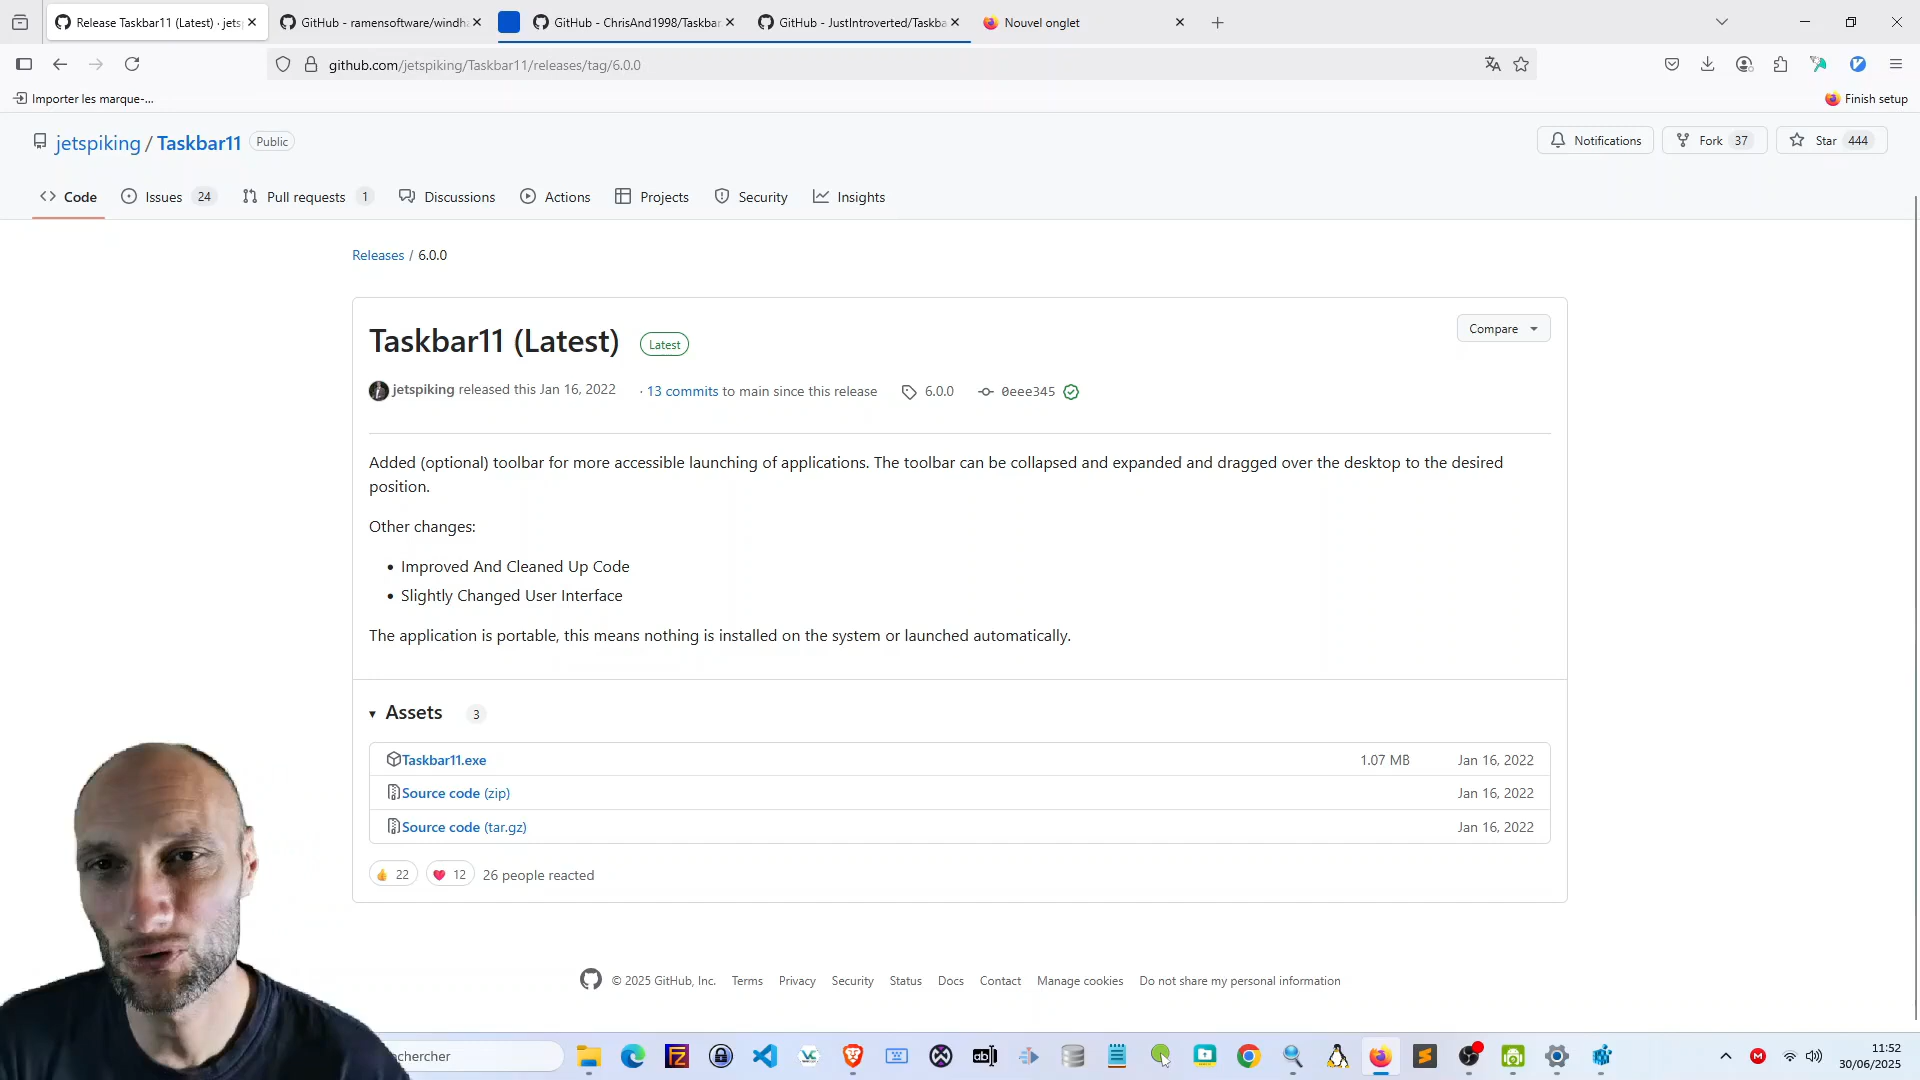 Release Taskbar11 (Latest) · jets
GitHub - ramensoftware/windh
GitHub - ChrisAnd1998/Taskbar
GitHub - JustIntroverted/Taskba
Nouvel onglet
github.com/jetspiking/Taskbar11/releases/tag/6.0.0
Importer les marque-...
Finish setup
jetspiking / Taskbar11 Public
Notifications
Fork 37
Star 444
Code
Issues 24
Pull requests 1
Discussions
Actions
Projects
Security
Insights
Releases / 6.0.0
Taskbar11 (Latest) Latest
Compare
jetspiking released this Jan 16, 2022 · 13 commits to main since this release 6.0.0 0eee345
Added (optional) toolbar for more accessible launching of applications. The toolbar can be collapsed and expanded and dragged over the desktop to the desired
position.
Other changes:
• Improved And Cleaned Up Code
• Slightly Changed User Interface
The application is portable, this means nothing is installed on the system or launched automatically.
Assets 3
Taskbar11.exe 1.07 MB Jan 16, 2022
Source code (zip) Jan 16, 2022
Source code (tar.gz) Jan 16, 2022
22 12 26 people reacted
© 2025 GitHub, Inc. Terms Privacy Security Status Docs Contact Manage cookies Do not share my personal information
echercher
11:52
30/06/2025